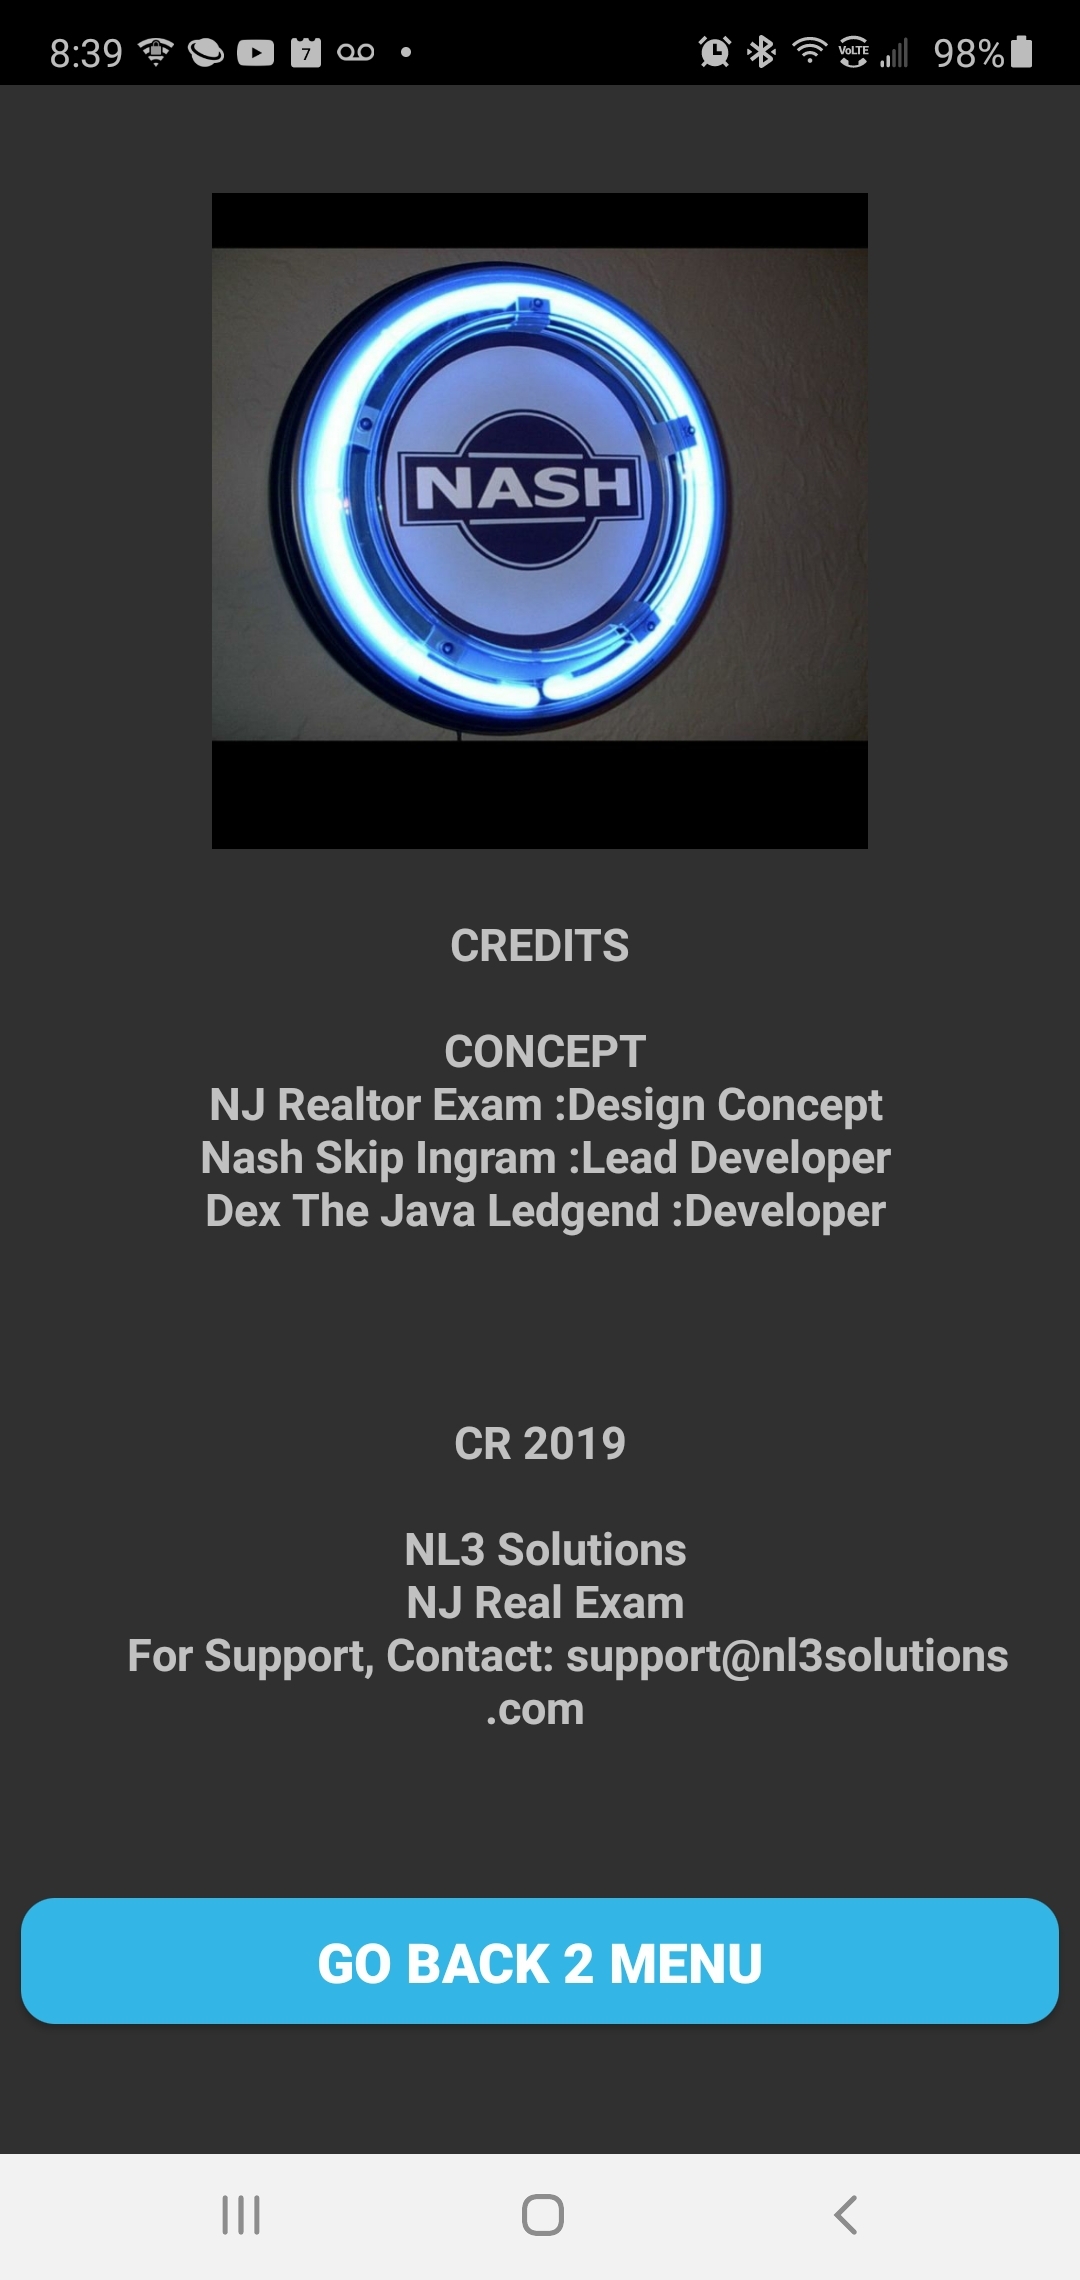 8:39 7 VoLTE 98%
NASH
CREDITS
CONCEPT
NJ Realtor Exam :Design Concept
Nash Skip Ingram :Lead Developer
Dex The Java Ledgend :Developer
CR 2019
NL3 Solutions
NJ Real Exam
For Support, Contact: support@nl3solutions
.com
GO BACK 2 MENU